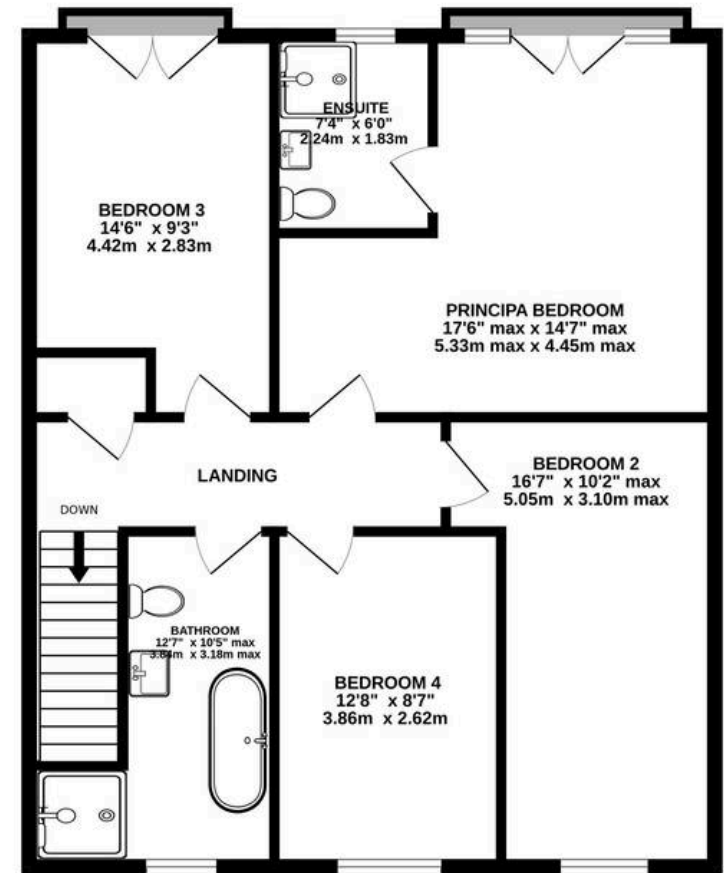 ENSUITE
7'4" x 6'0"
2.24m x 1.83m
BEDROOM 3
14'6" x 9'3"
4.42m x 2.83m
PRINCIPA BEDROOM
17'6" max x 14'7" max
5.33m max x 4.45m max
LANDING
BEDROOM 2
16'7" x 10'2" max
5.05m x 3.10m max
DOWN
BATHROOM
12'7" x 10'5" max
3.84m x 3.18m max
BEDROOM 4
12'8" x 8'7"
3.86m x 2.62m